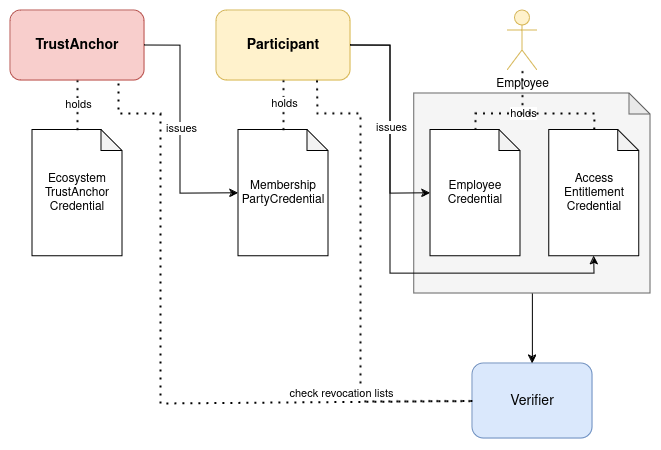 TrustAnchor
Participant
Employee
holds
holds
holds
issues
issues
Ecosystem
TrustAnchor
Credential
Membership
PartyCredential
Employee
Credential
Access
Entitlement
Credential
check revocation lists
Verifier